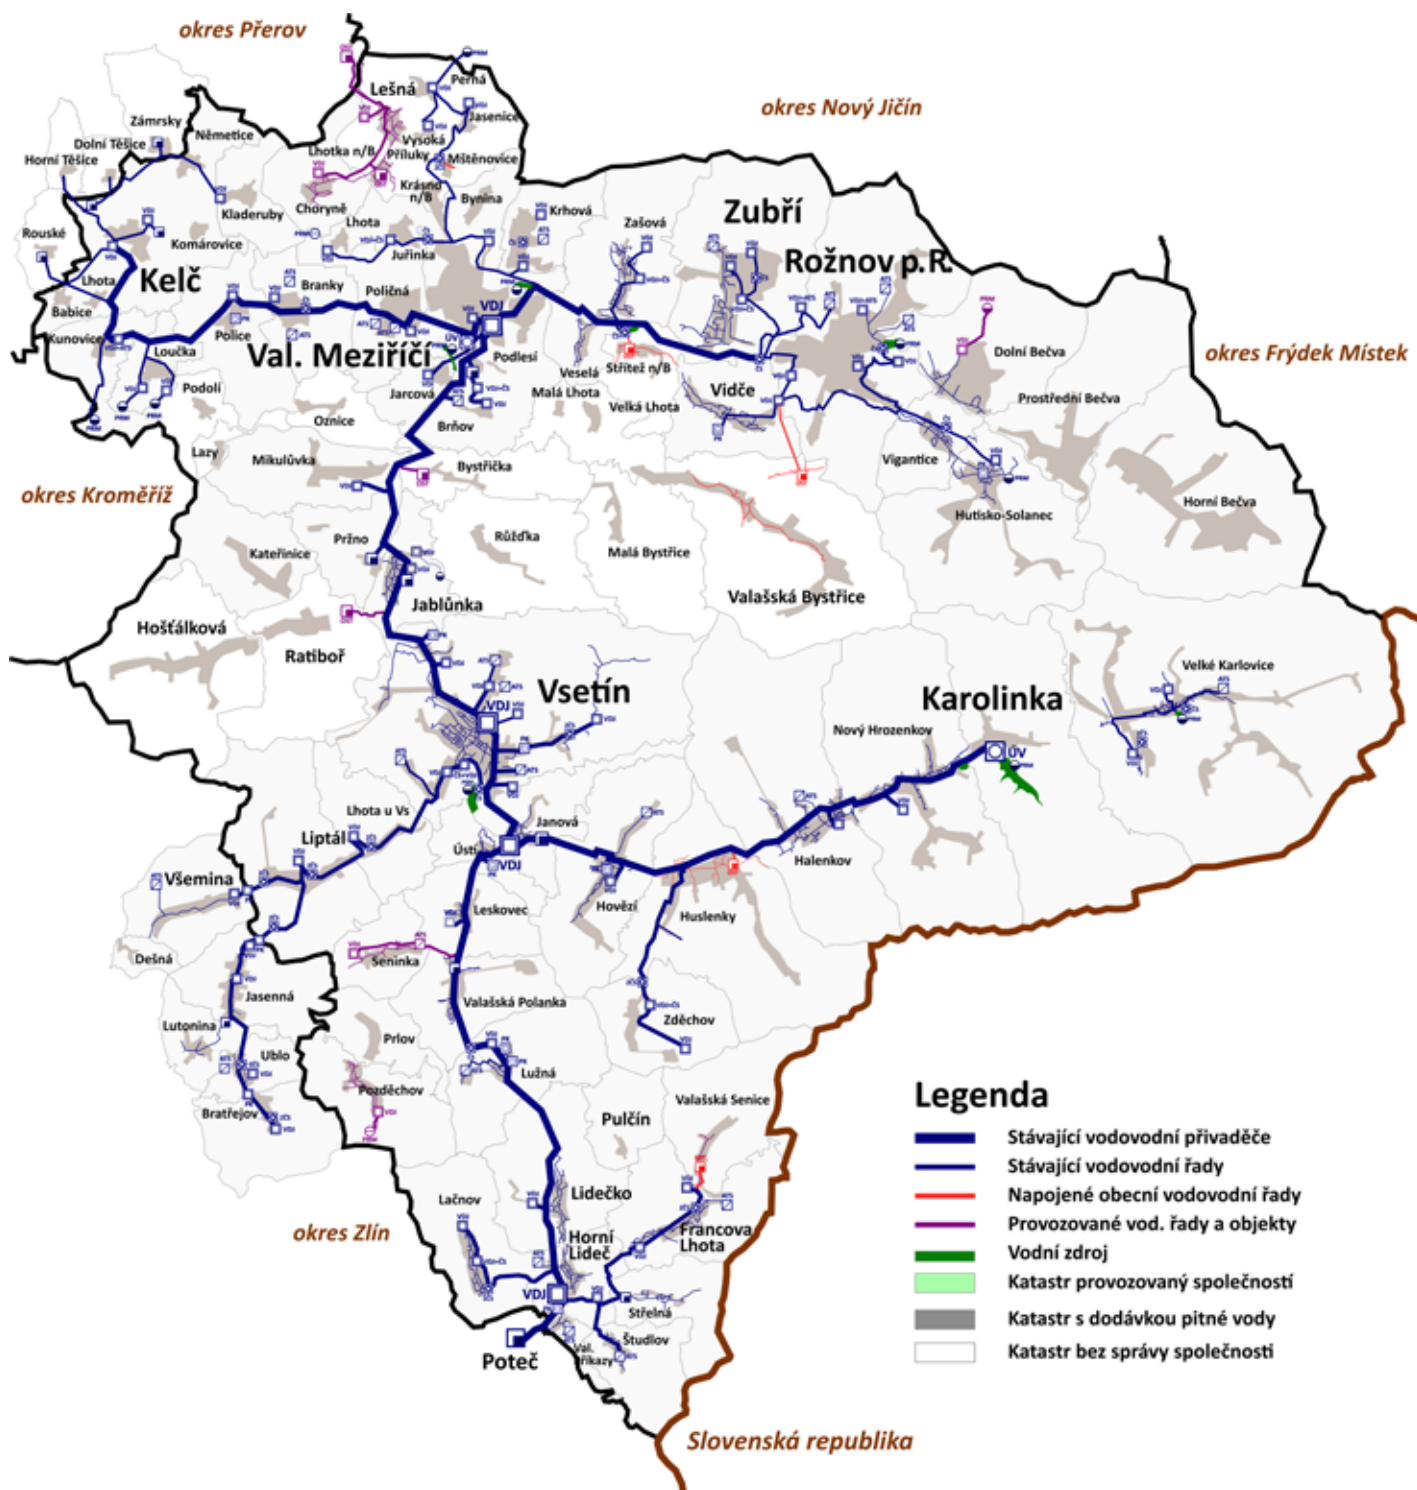 okres Přerov
okres Nový Jičín
okres Frýdek Místek
okres Kroměříž
okres Zlín
Slovenská republika
Lešná
Perná
Jasenice
Vysoká
Příluky
Mštěnovice
Lhotka n/B
Krásno
n/B
Bynina
Choryně
Zámrsky
Němetice
Dolní Těšice
Horní Těšice
Kladeruby
Komárovice
Rouské
Lhota
Kelč
Babice
Kunovice
Loučka
Podolí
Police
Branky
Poličná
Lhota
Juřinka
Krhová
Zašová
Zubří
Rožnov p.R.
VDJ
Val. Meziříčí
Podlesí
Jarcová
Brňov
Veselá
Střítež n/B
Malá Lhota
Velká Lhota
Vidče
Dolní Bečva
Prostřední Bečva
Horní Bečva
Vigantice
Hutisko-Solanec
Oznice
Lazy
Mikulůvka
Bystřička
Růžďka
Malá Bystřice
Valašská Bystřice
Pržno
Kateřinice
Jablůnka
Hošťálková
Ratiboř
Vsetín
VDJ
Karolinka
ÚV
Velké Karlovice
Nový Hrozenkov
Halenkov
Huslenky
Hovězí
Janová
Ústí
VDJ
Lhota u Vs
Liptál
Všemina
Dešná
Leskovec
Seninka
Valašská Polanka
Zděchov
Jasenná
Lutonina
Ublo
Bratřejov
Prlov
Pozděchov
Lužná
Pulčín
Valašská Senice
Lačnov
Lidečko
Horní
Lideč
Francova
Lhota
VDJ
Střelná
Študlov
Val.
Příkazy
Poteč
Legenda
Stávající vodovodní přivaděče
Stávající vodovodní řady
Napojené obecní vodovodní řady
Provozované vod. řady a objekty
Vodní zdroj
Katastr provozovaný společností
Katastr s dodávkou pitné vody
Katastr bez správy společnosti